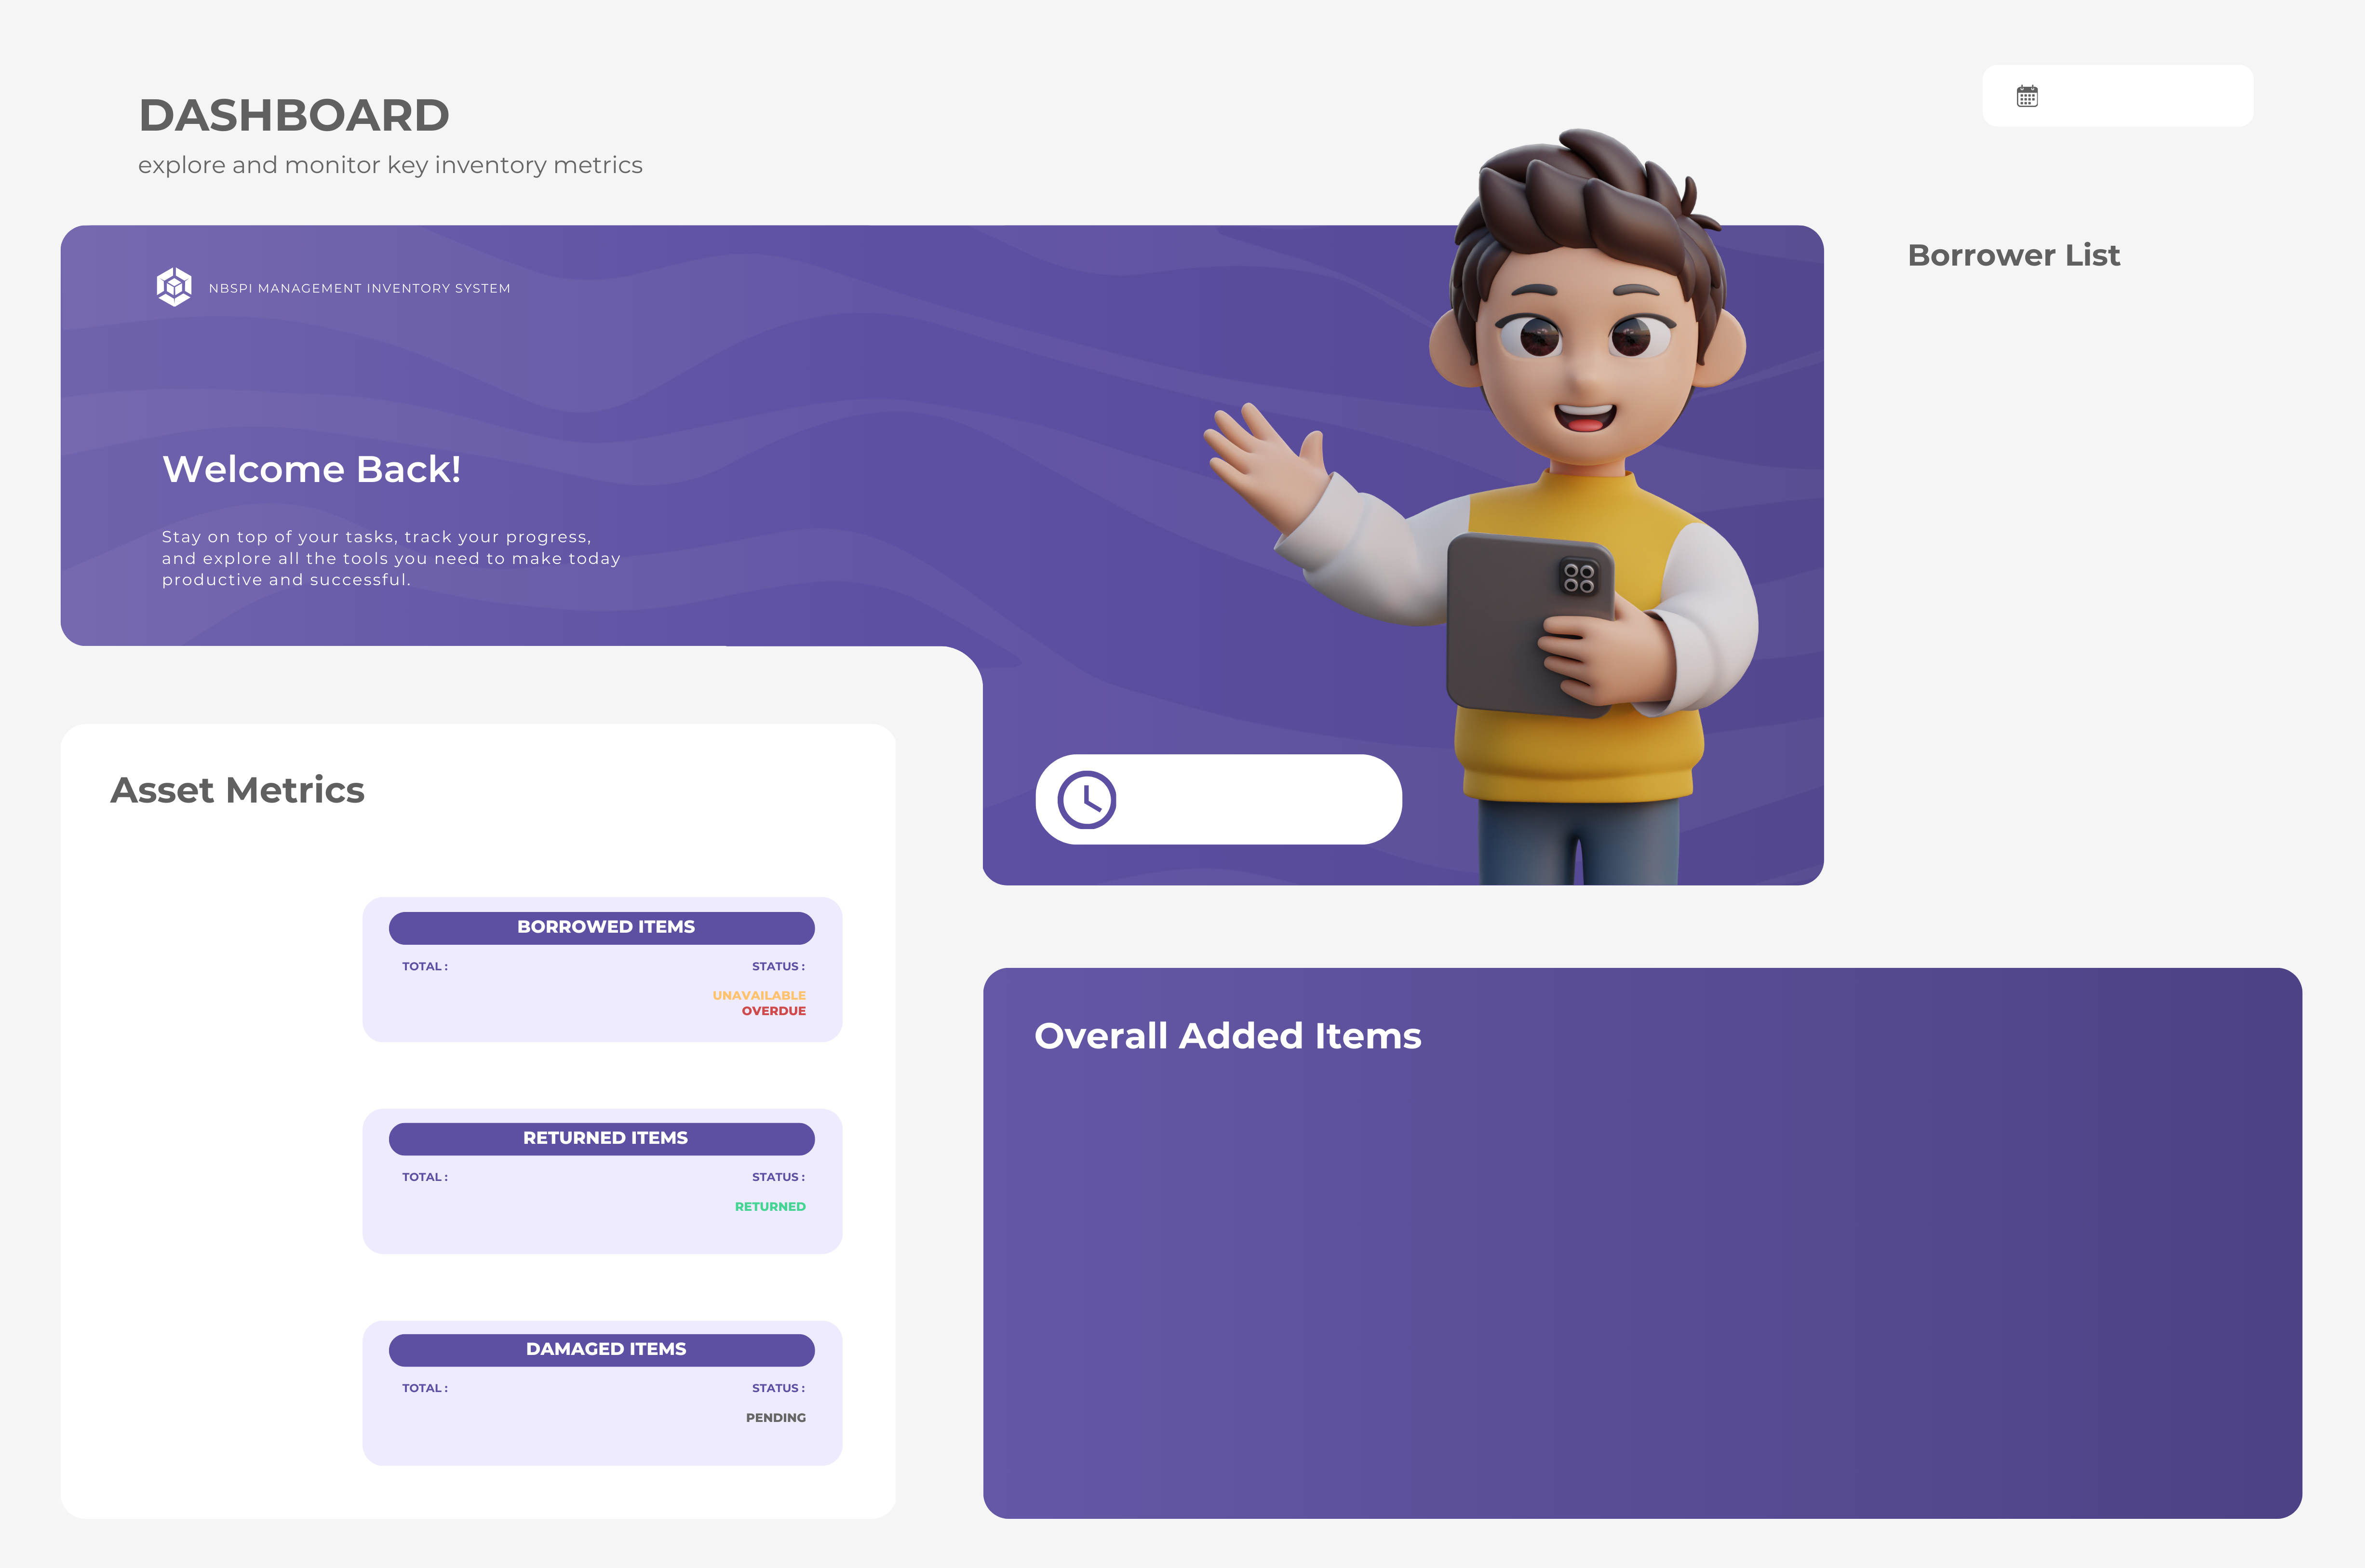 DASHBOARD
explore and monitor key inventory metrics
Borrower List
NBSPI MANAGEMENT INVENTORY SYSTEM
Welcome Back!
Stay on top of your tasks, track your progress,
and explore all the tools you need to make today
productive and successful.
Asset Metrics
BORROWED ITEMS
TOTAL :
STATUS :
UNAVAILABLE
OVERDUE
RETURNED ITEMS
TOTAL :
STATUS :
RETURNED
DAMAGED ITEMS
TOTAL :
STATUS :
PENDING
Overall Added Items